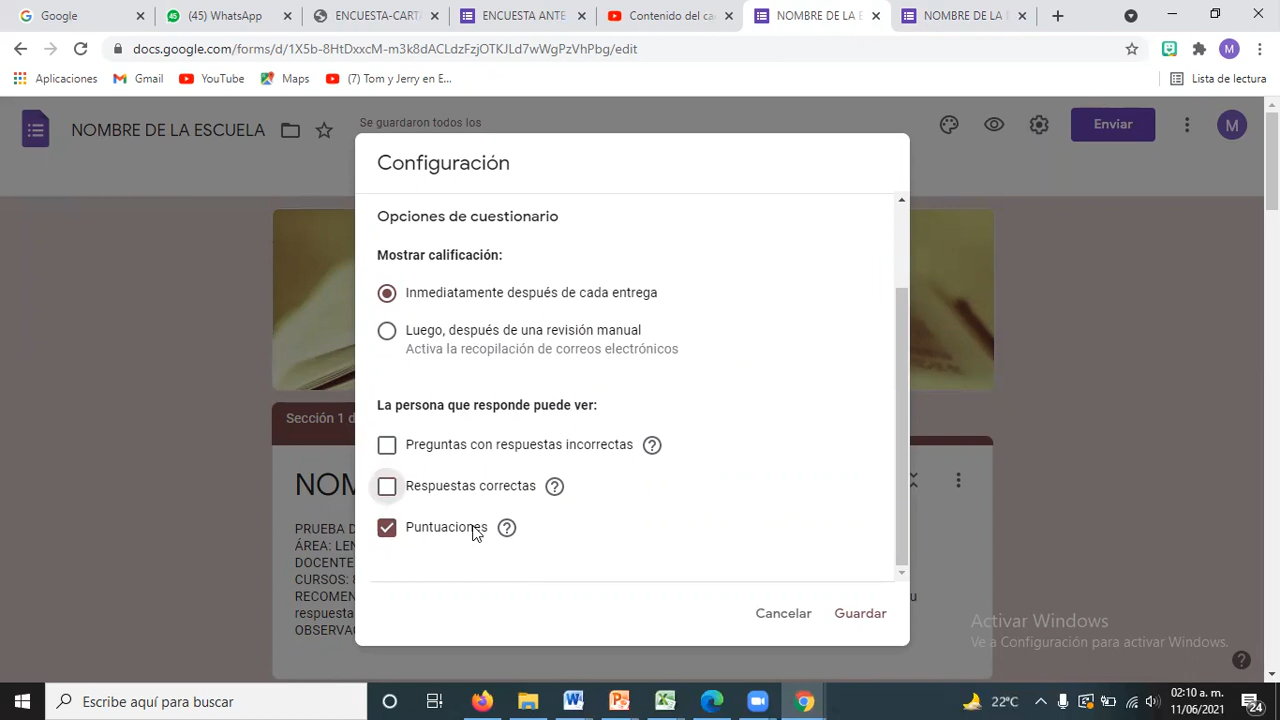 Google
(45) WhatsApp
ENCUESTA-CARTA
ENCUESTA ANTE
Contenido del ca
NOMBRE DE LA E
NOMBRE DE LA
docs.google.com/forms/d/1X5b-8HtDxxcM-m3k8dACLdzFzjOTKJLd7wWgPzVhPbg/edit
Aplicaciones
Gmail
YouTube
Maps
(7) Tom y Jerry en E...
Lista de lectura
NOMBRE DE LA ESCUELA
Se guardaron todos los
Enviar
M
Configuración
Opciones de cuestionario
Mostrar calificación:
Inmediatamente después de cada entrega
Luego, después de una revisión manual
Activa la recopilación de correos electrónicos
La persona que responde puede ver:
Preguntas con respuestas incorrectas
Respuestas correctas
Puntuaciones
Cancelar
Guardar
Sección 1 d
NOM
PRUEBA D
ÁREA: LEN
DOCENTE
CURSOS: 8
RECOMEN
respuesta
OBSERVAC
u
Activar Windows
Ve a Configuración para activar Windows.
Escribe aquí para buscar
22°C
02:10 a. m.
11/06/2021
24